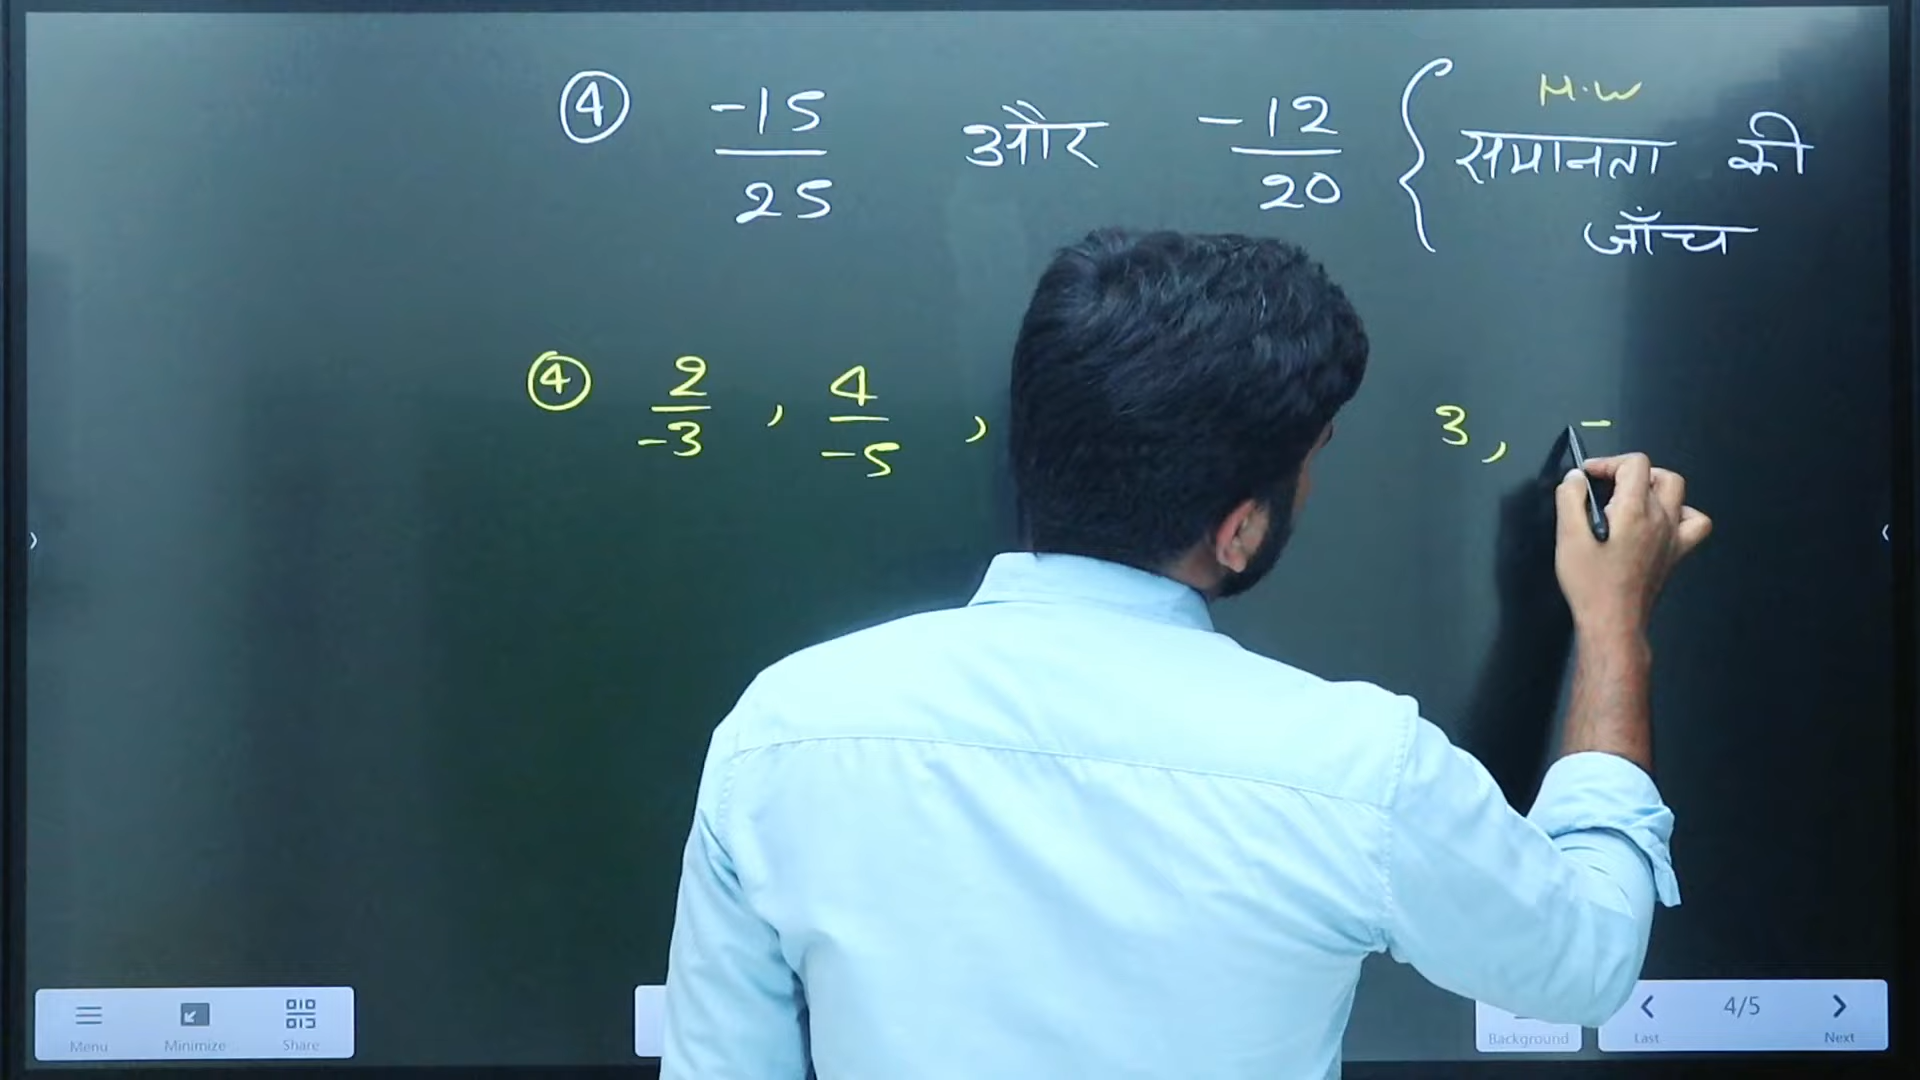 ④ -15/25 और -12/20 { H.W
समानता की
जाँच
④ 2/-3 , 4/-5 , 3, -
Menu Minimize Share Background Last 4/5 Next